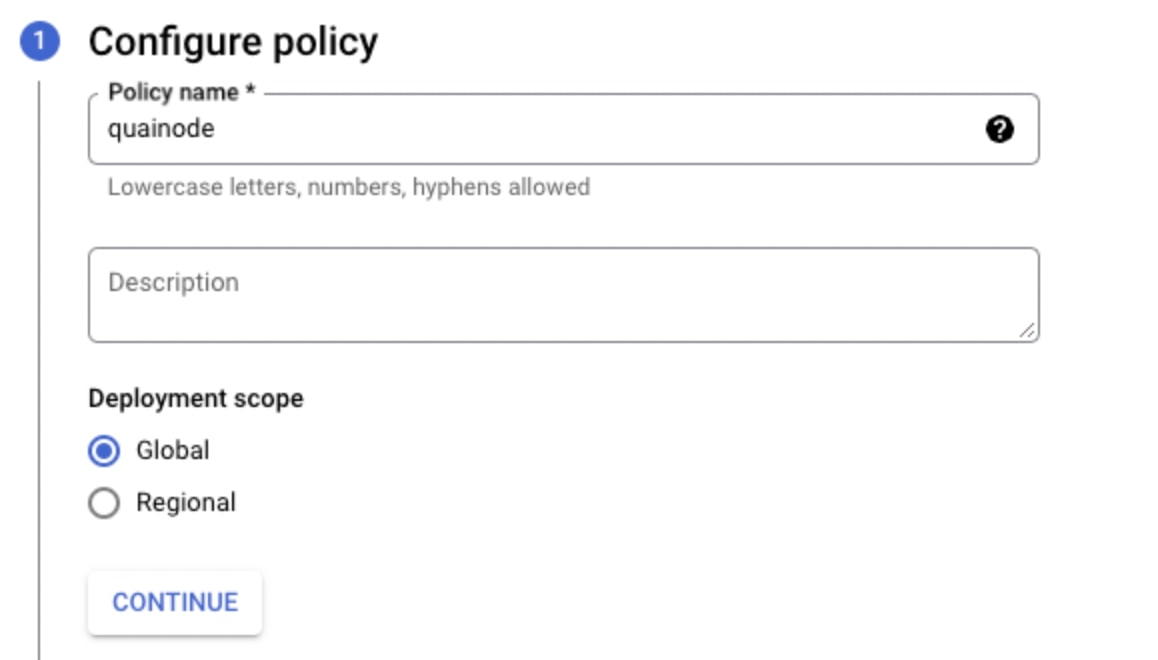 1 Configure policy
Policy name *
quainode
Lowercase letters, numbers, hyphens allowed
Description
Deployment scope
Global
Regional
CONTINUE